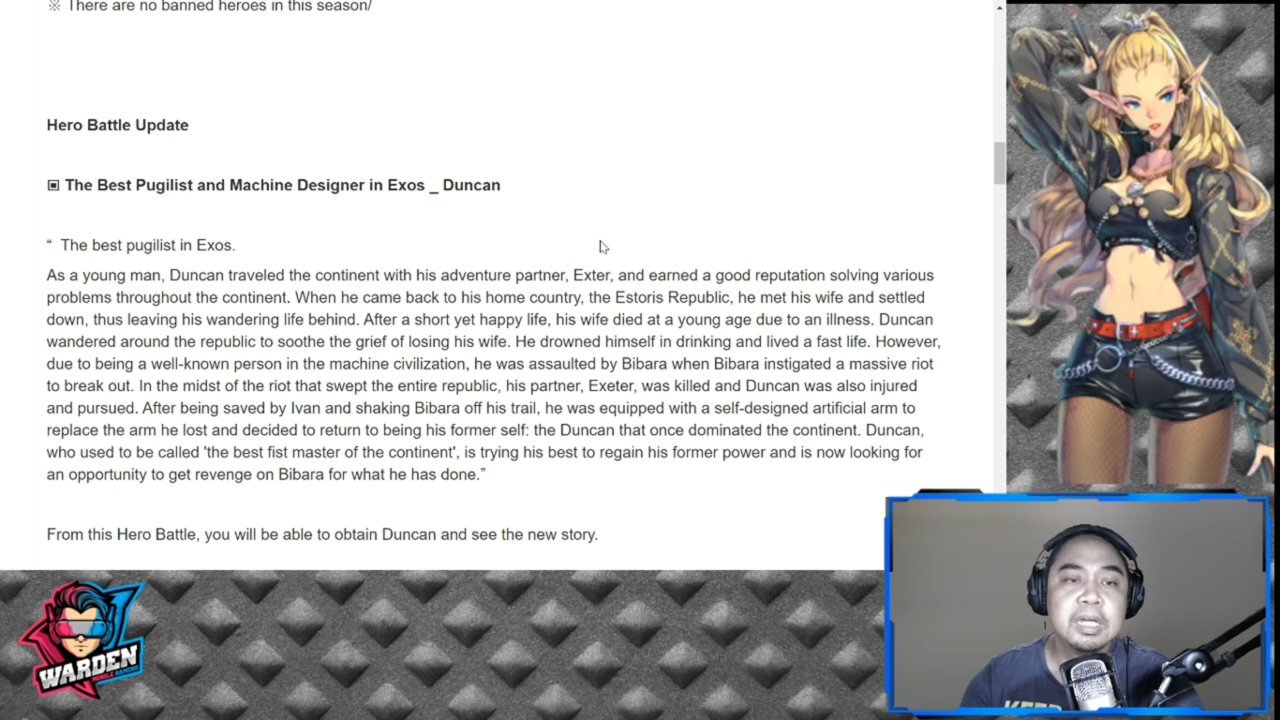 ※ There are no banned heroes in this season/
Hero Battle Update
▣ The Best Pugilist and Machine Designer in Exos _ Duncan
“ The best pugilist in Exos.
As a young man, Duncan traveled the continent with his adventure partner, Exter, and earned a good reputation solving various
problems throughout the continent. When he came back to his home country, the Estoris Republic, he met his wife and settled
down, thus leaving his wandering life behind. After a short yet happy life, his wife died at a young age due to an illness. Duncan
wandered around the republic to soothe the grief of losing his wife. He drowned himself in drinking and lived a fast life. However,
due to being a well-known person in the machine civilization, he was assaulted by Bibara when Bibara instigated a massive riot
to break out. In the midst of the riot that swept the entire republic, his partner, Exeter, was killed and Duncan was also injured
and pursued. After being saved by Ivan and shaking Bibara off his trail, he was equipped with a self-designed artificial arm to
replace the arm he lost and decided to return to being his former self: the Duncan that once dominated the continent. Duncan,
who used to be called 'the best fist master of the continent', is trying his best to regain his former power and is now looking for
an opportunity to get revenge on Bibara for what he has done.”
From this Hero Battle, you will be able to obtain Duncan and see the new story.
WARDEN
MOBILE GAMING